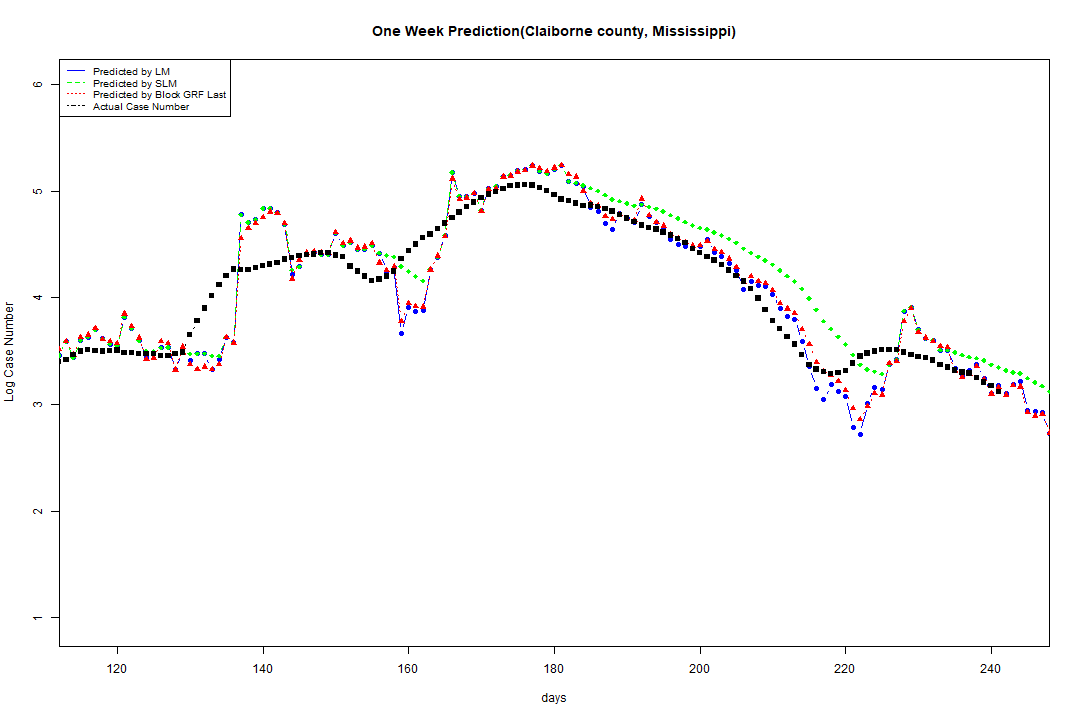 One Week Prediction(Claiborne county, Mississippi)
Predicted by LM
Predicted by SLM
Predicted by Block GRF Last
Actual Case Number
Log Case Number
6
5
4
3
2
1
120 140 160 180 200 220 240
days